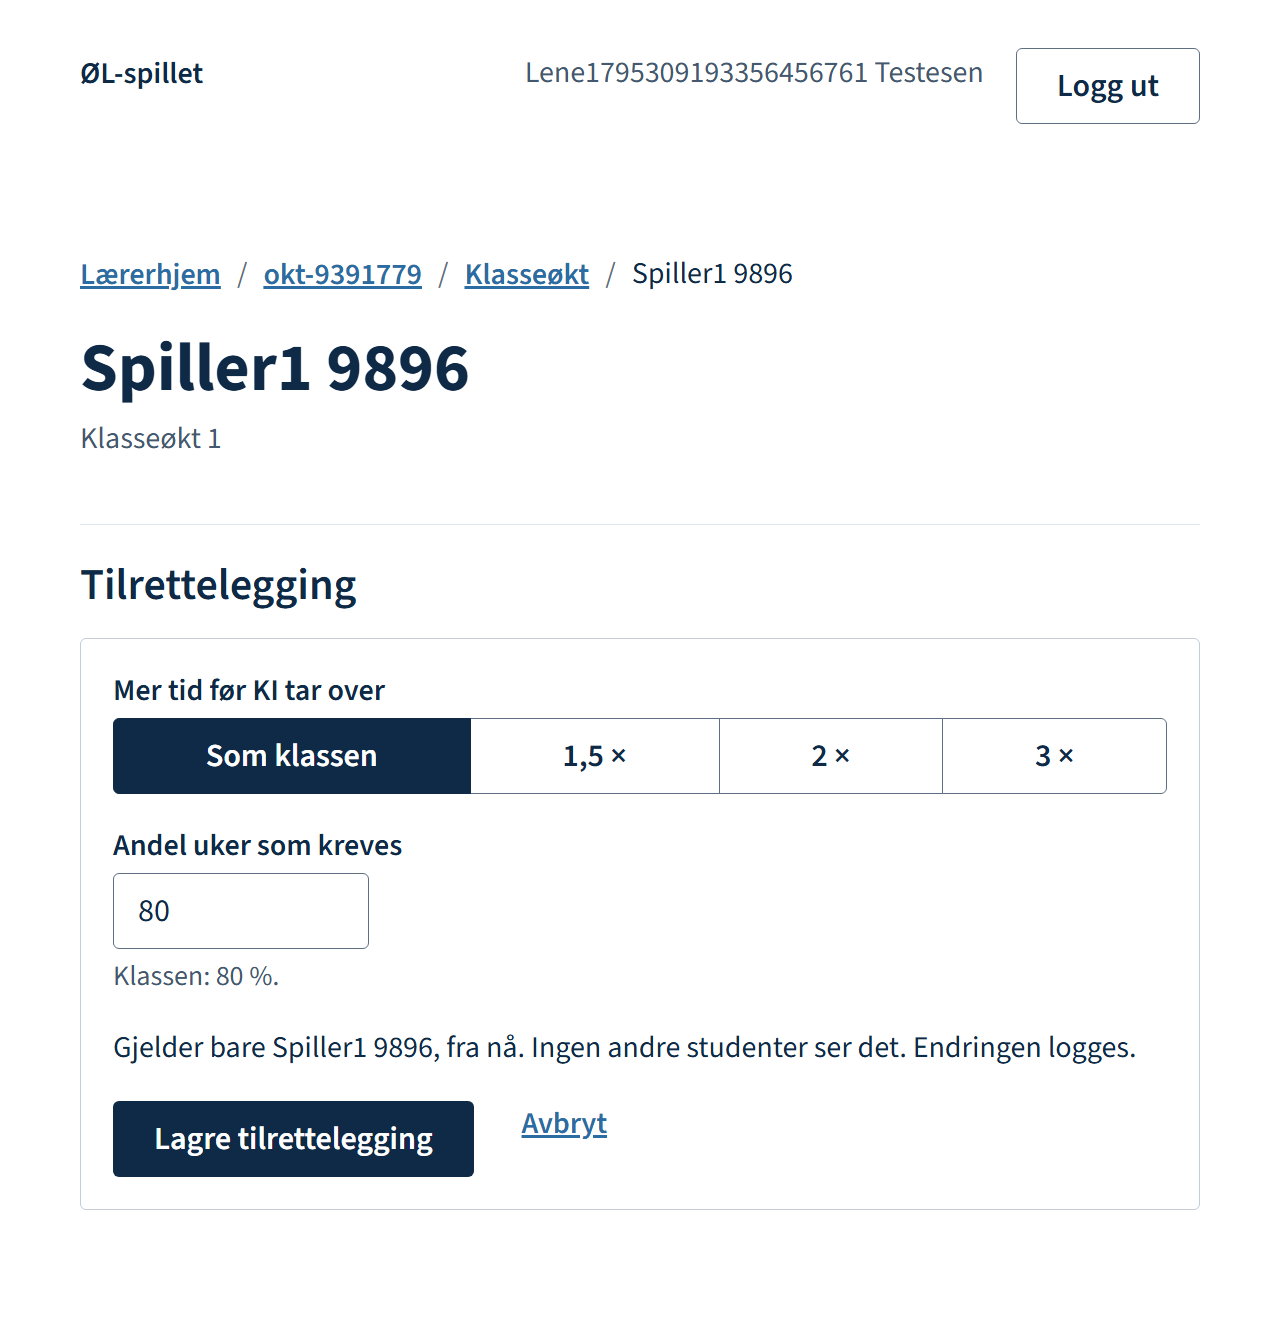 ØL-spillet
Lene1795309193356456761 Testesen
Logg ut
Lærerhjem / okt-9391779 / Klasseøkt / Spiller1 9896
Spiller1 9896
Klasseøkt 1
Tilrettelegging
Mer tid før KI tar over
Som klassen
1,5 ×
2 ×
3 ×
Andel uker som kreves
80
Klassen: 80 %.
Gjelder bare Spiller1 9896, fra nå. Ingen andre studenter ser det. Endringen logges.
Lagre tilrettelegging
Avbryt